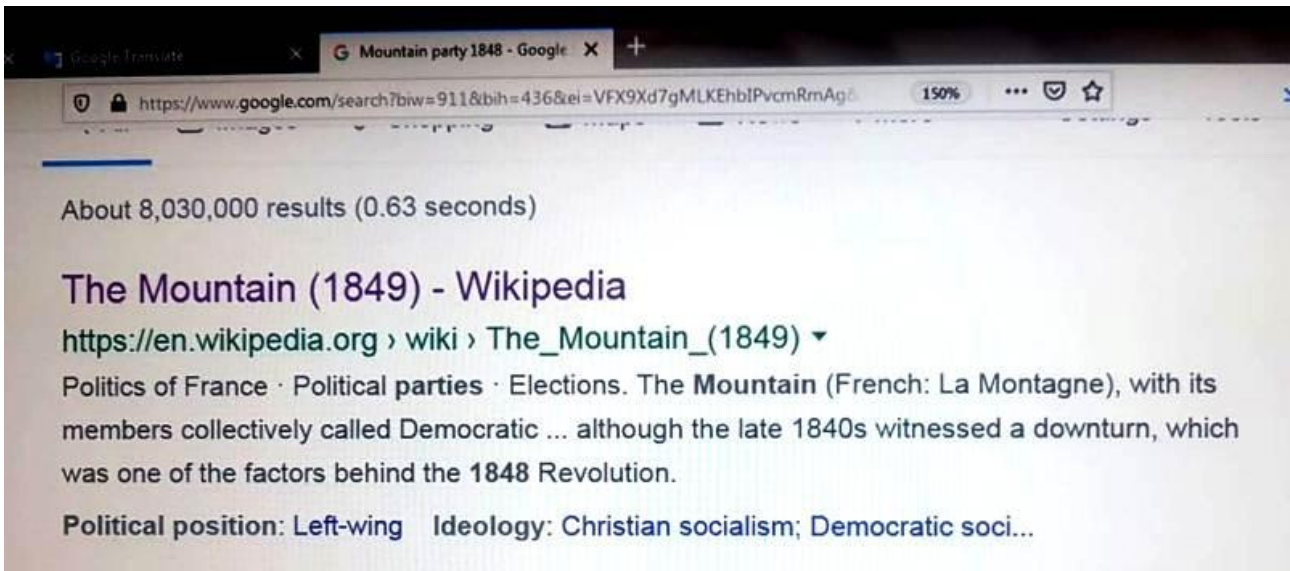 Google Translate
Mountain party 1848 - Google
https://www.google.com/search?biw=911&bih=436&ei=VFX9Xd7gMLKEhbIPvcmRmAg 150%
About 8,030,000 results (0.63 seconds)
The Mountain (1849) - Wikipedia
https://en.wikipedia.org › wiki › The_Mountain_(1849)
Politics of France · Political parties · Elections. The Mountain (French: La Montagne), with its
members collectively called Democratic ... although the late 1840s witnessed a downturn, which
was one of the factors behind the 1848 Revolution.
Political position: Left-wing Ideology: Christian socialism; Democratic soci...